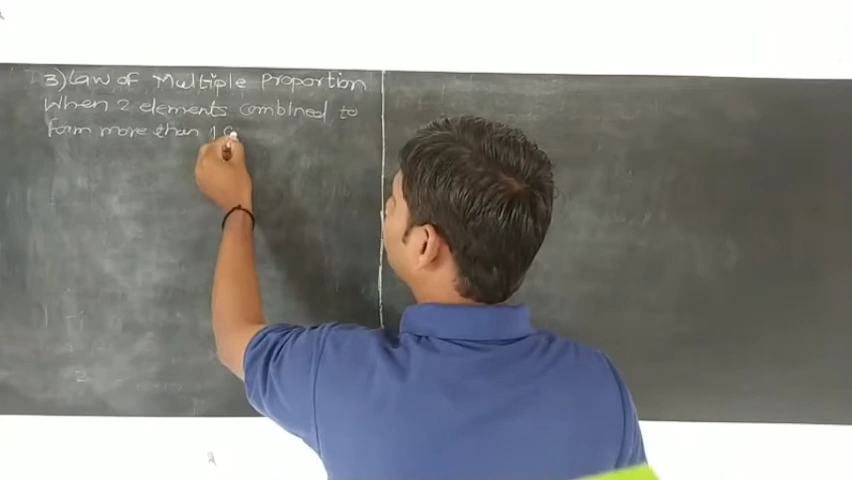 3) Law of Multiple Proportion
When 2 elements combined to
form more than 1